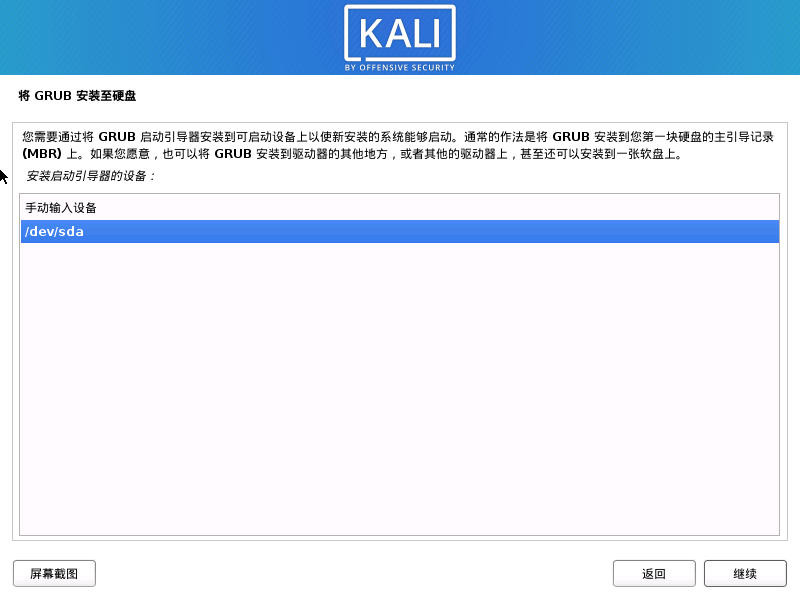 KALI
BY OFFENSIVE SECURITY
将 GRUB 安装至硬盘
您需要通过将 GRUB 启动引导器安装到可启动设备上以使新安装的系统能够启动。通常的作法是将 GRUB 安装到您第一块硬盘的主引导记录
(MBR) 上。如果您愿意，也可以将 GRUB 安装到驱动器的其他地方，或者其他的驱动器上，甚至还可以安装到一张软盘上。
安装启动引导器的设备：
手动输入设备
/dev/sda
屏幕截图
返回
继续